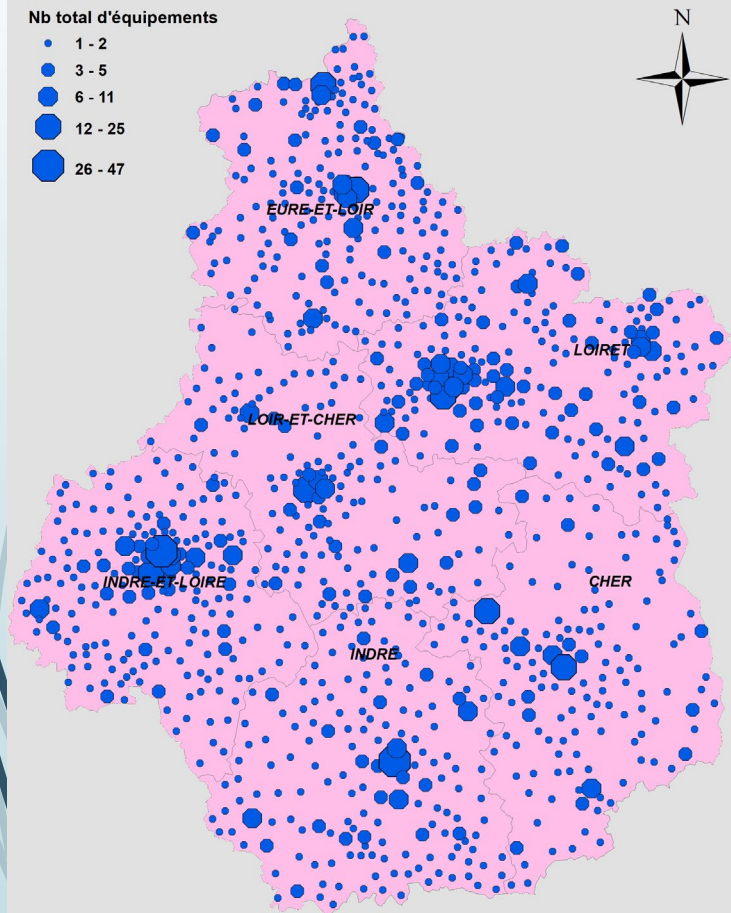 Nb total d'équipements
1 - 2
3 - 5
6 - 11
12 - 25
26 - 47
N
EURE-ET-LOIR
LOIRET
LOIR-ET-CHER
INDRE-ET-LOIRE
CHER
INDRE